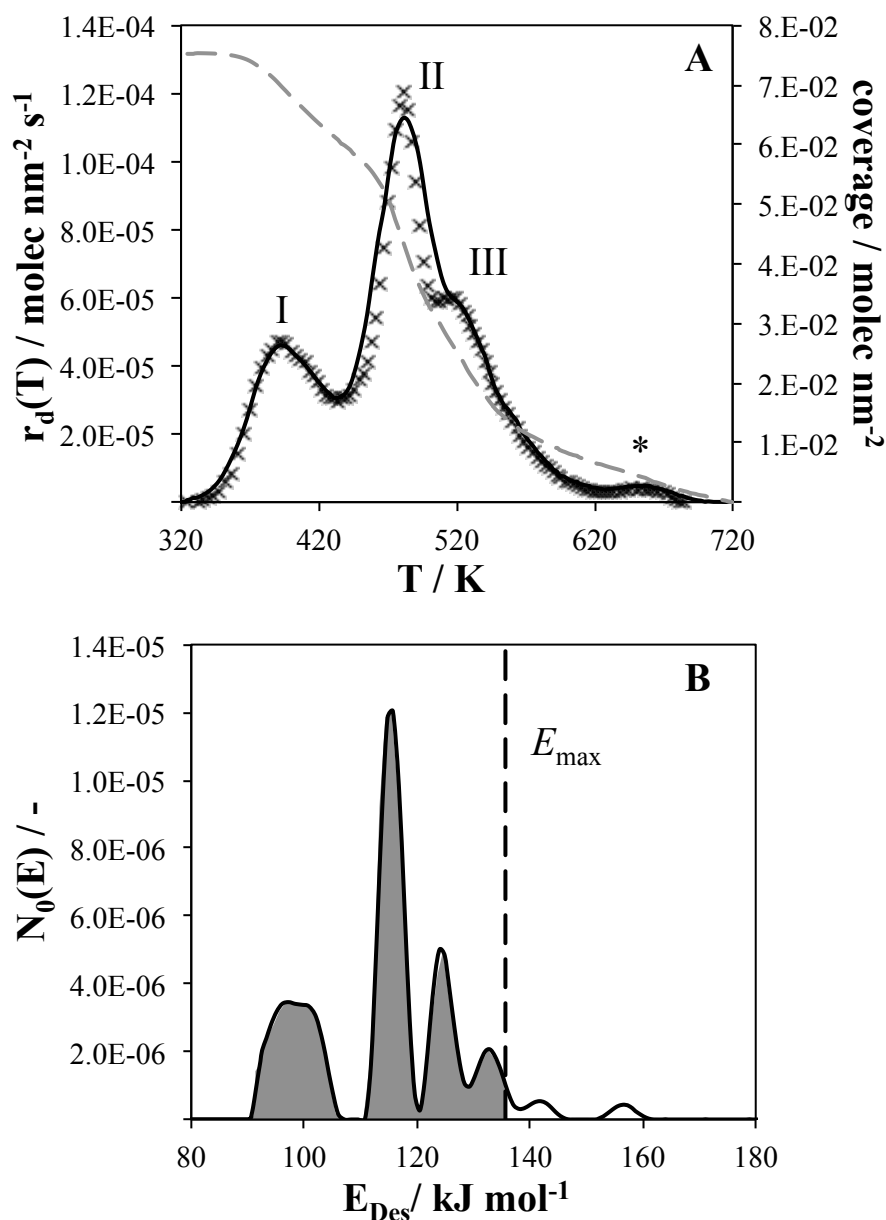 A
1.4E-04
1.2E-04
1.0E-04
8.0E-05
6.0E-05
4.0E-05
2.0E-05
r_d(T) / molec nm⁻² s⁻¹
I
II
III
*
8.E-02
7.E-02
6.E-02
5.E-02
4.E-02
3.E-02
2.E-02
1.E-02
coverage / molec nm⁻²
320 420 520 620 720
T / K
B
1.4E-05
1.2E-05
1.0E-05
8.0E-06
6.0E-06
4.0E-06
2.0E-06
N₀(E) / -
E_max
80 100 120 140 160 180
E_Des/ kJ mol⁻¹